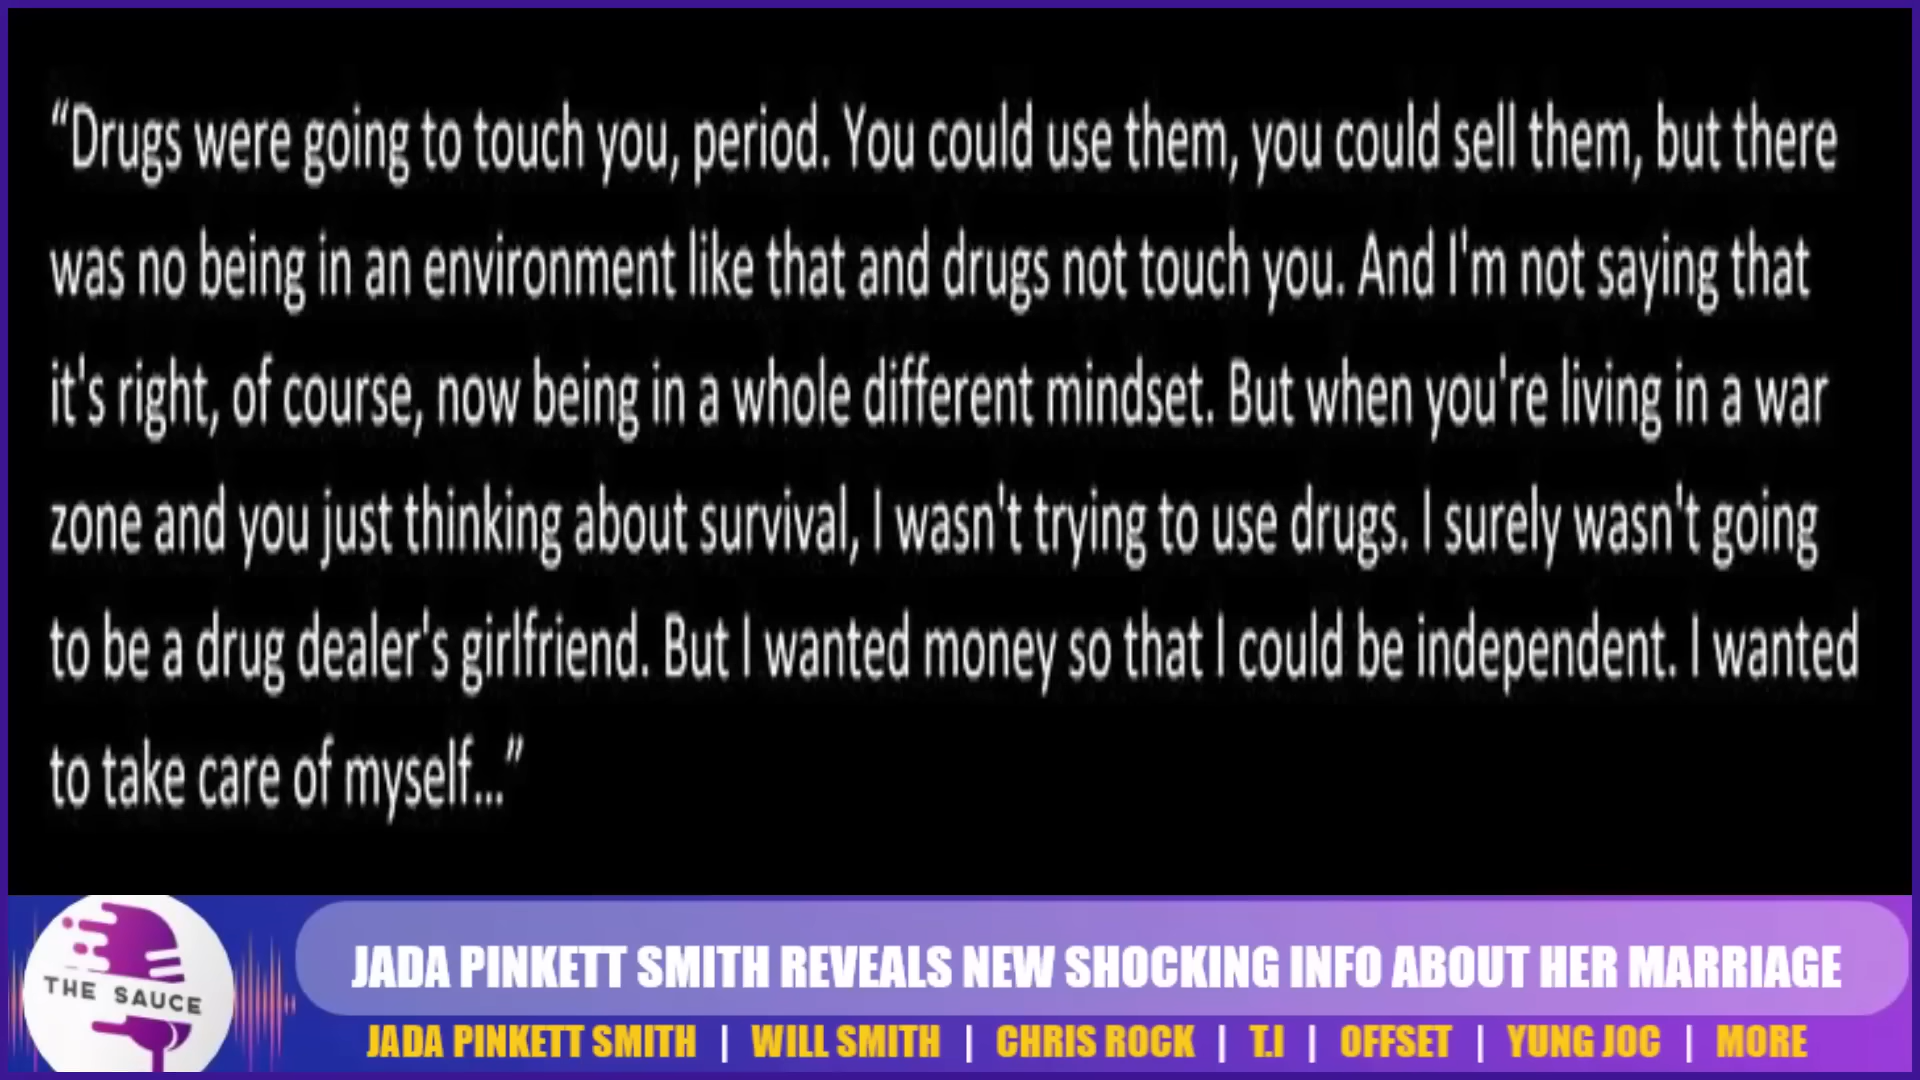 “Drugs were going to touch you, period. You could use them, you could sell them, but there
was no being in an environment like that and drugs not touch you. And I'm not saying that
it's right, of course, now being in a whole different mindset. But when you're living in a war
zone and you just thinking about survival, I wasn't trying to use drugs. I surely wasn't going
to be a drug dealer's girlfriend. But I wanted money so that I could be independent. I wanted
to take care of myself...”
THE SAUCE
JADA PINKETT SMITH REVEALS NEW SHOCKING INFO ABOUT HER MARRIAGE
JADA PINKETT SMITH | WILL SMITH | CHRIS ROCK | T.I | OFFSET | YUNG JOC | MORE